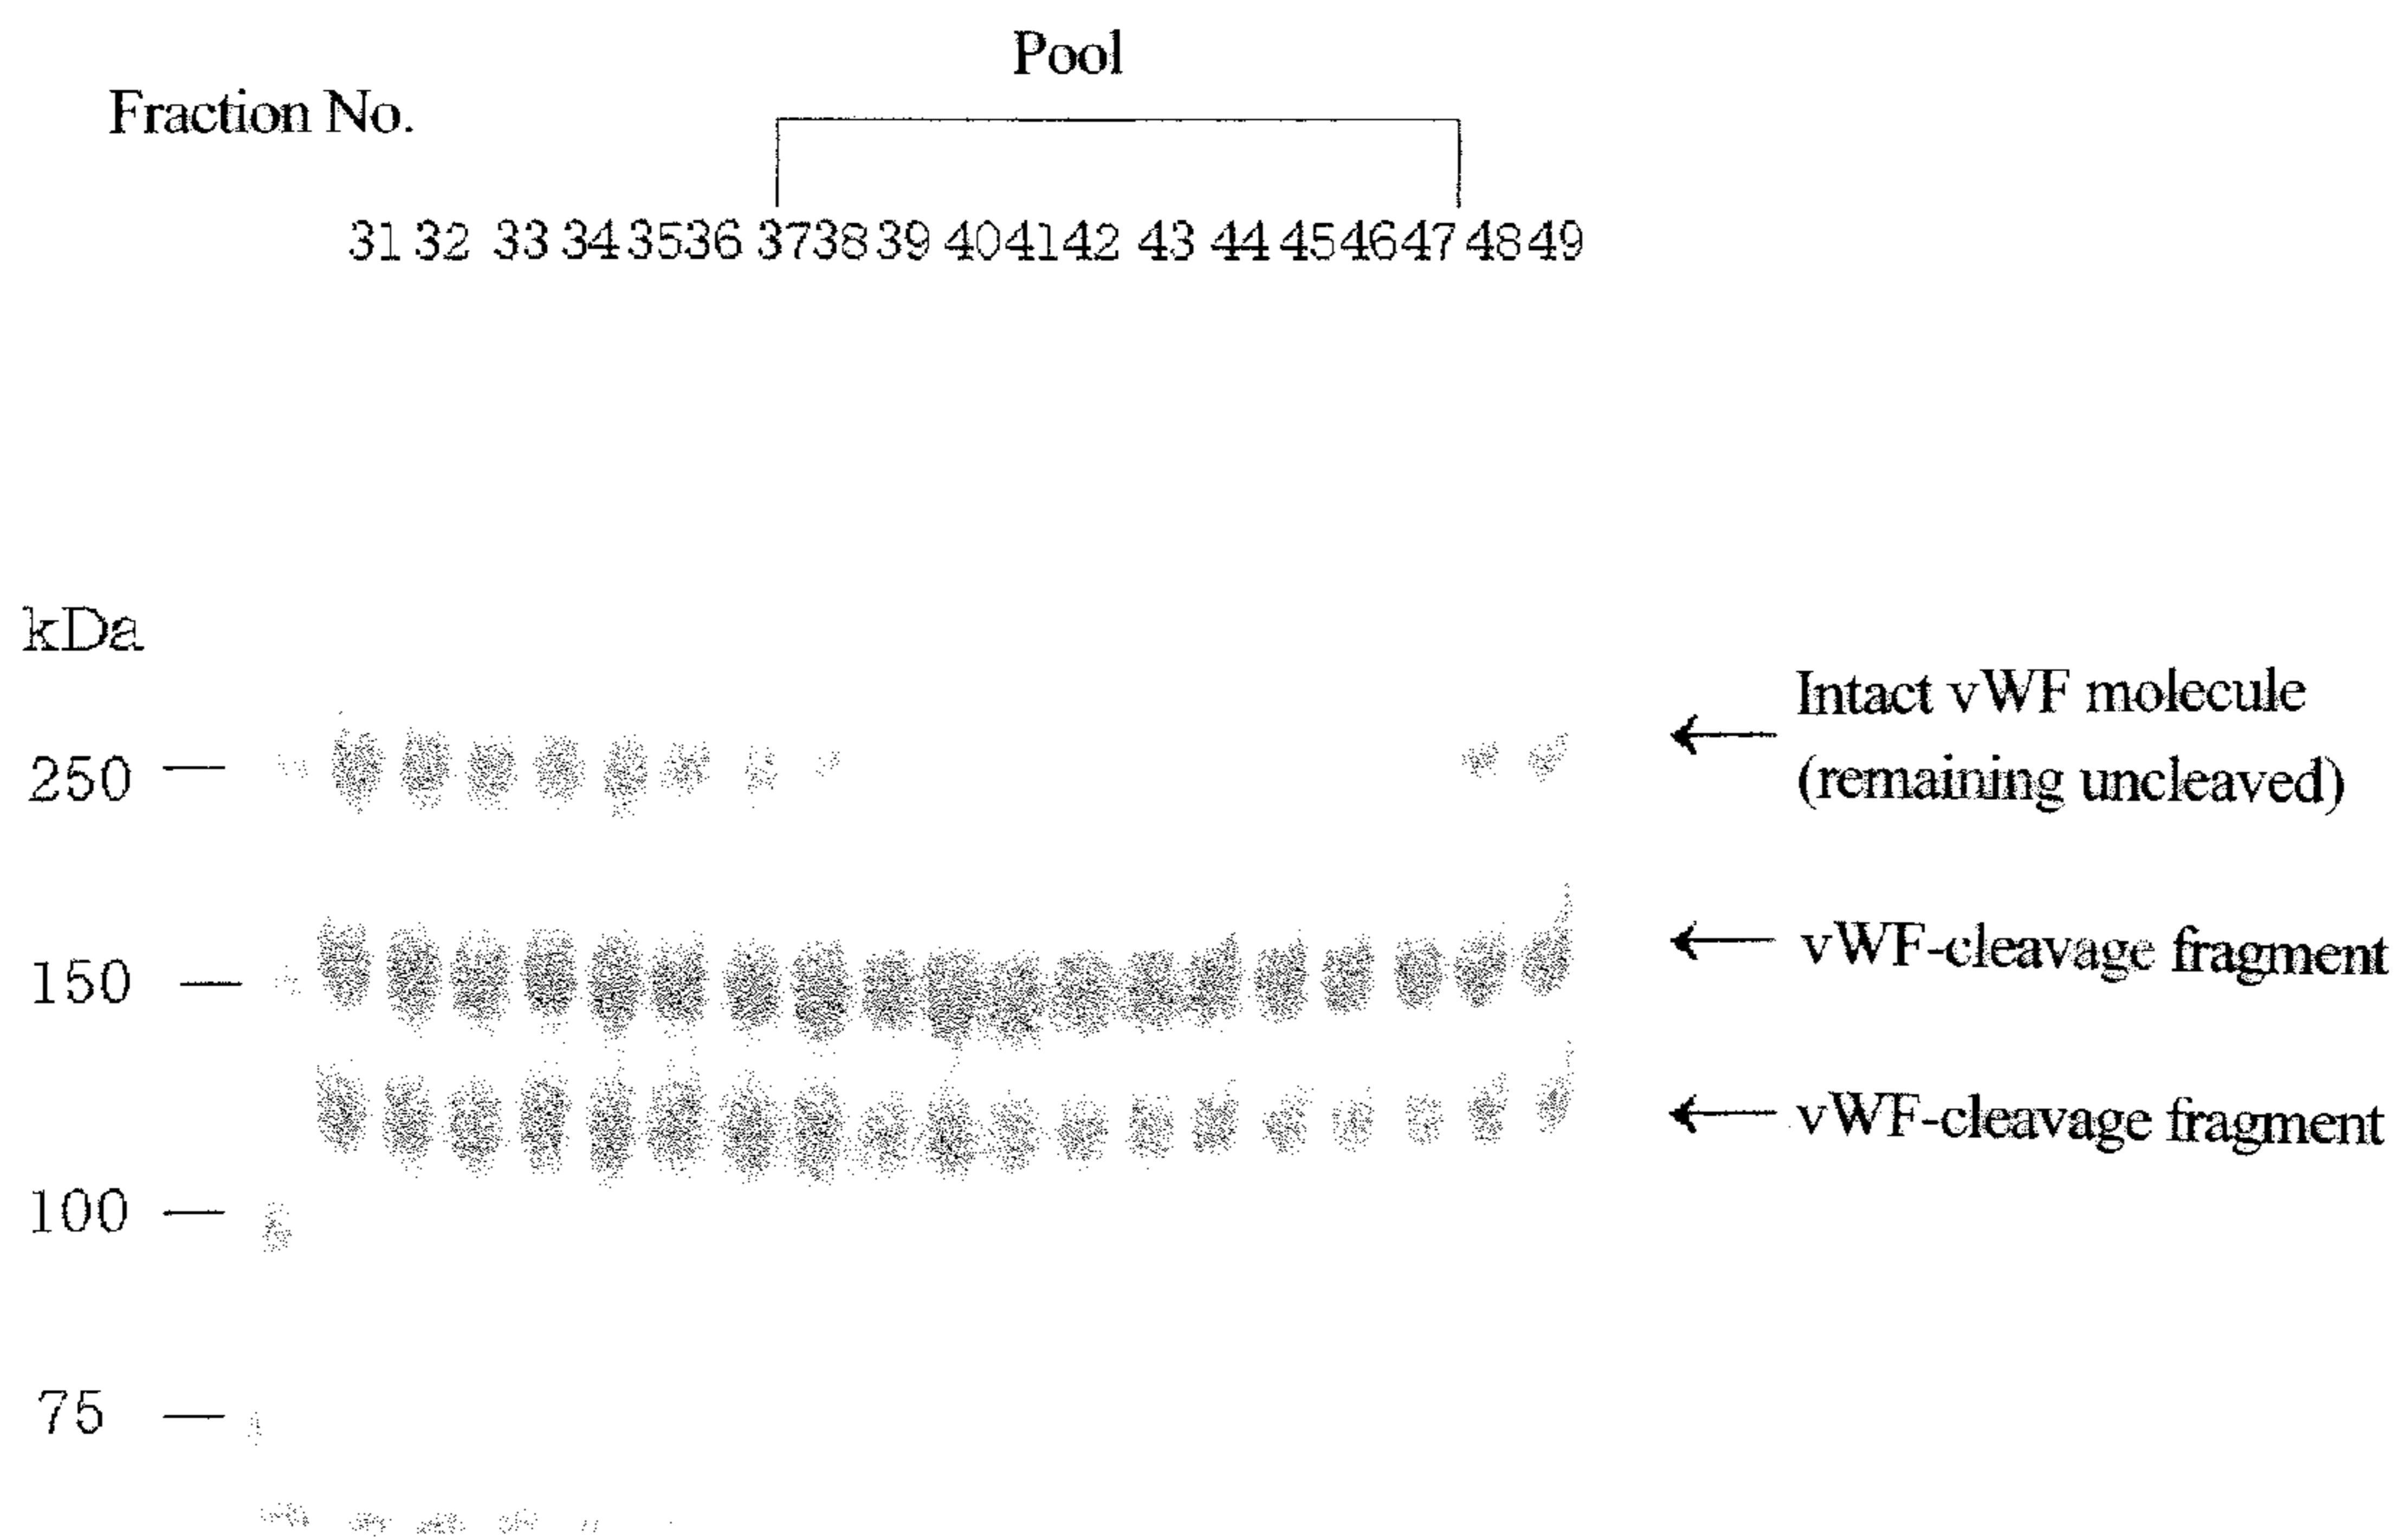 Pool
Fraction No.
31 32 33 34 35 36 37 38 39 40 41 42 43 44 45 46 47 48 49
kDa
Intact vWF molecule
(remaining uncleaved)
250
vWF-cleavage fragment
150
vWF-cleavage fragment
100
75